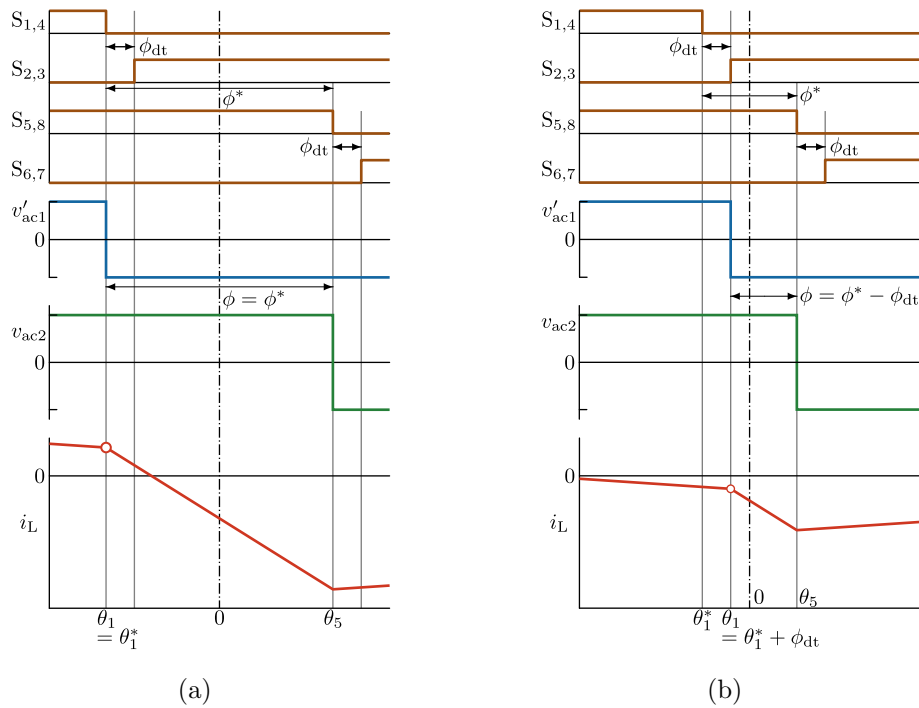 S1,4
ϕdt
S2,3
ϕ*
S5,8
ϕdt
S6,7
v′ac1
0
ϕ = ϕ*
vac2
0
0
iL
θ1 0 θ5
= θ1*
(a)
S1,4
ϕdt
S2,3
ϕ*
S5,8
ϕdt
S6,7
v′ac1
0
ϕ = ϕ* − ϕdt
vac2
0
0
iL
0 θ5
θ1* θ1
= θ1* + ϕdt
(b)